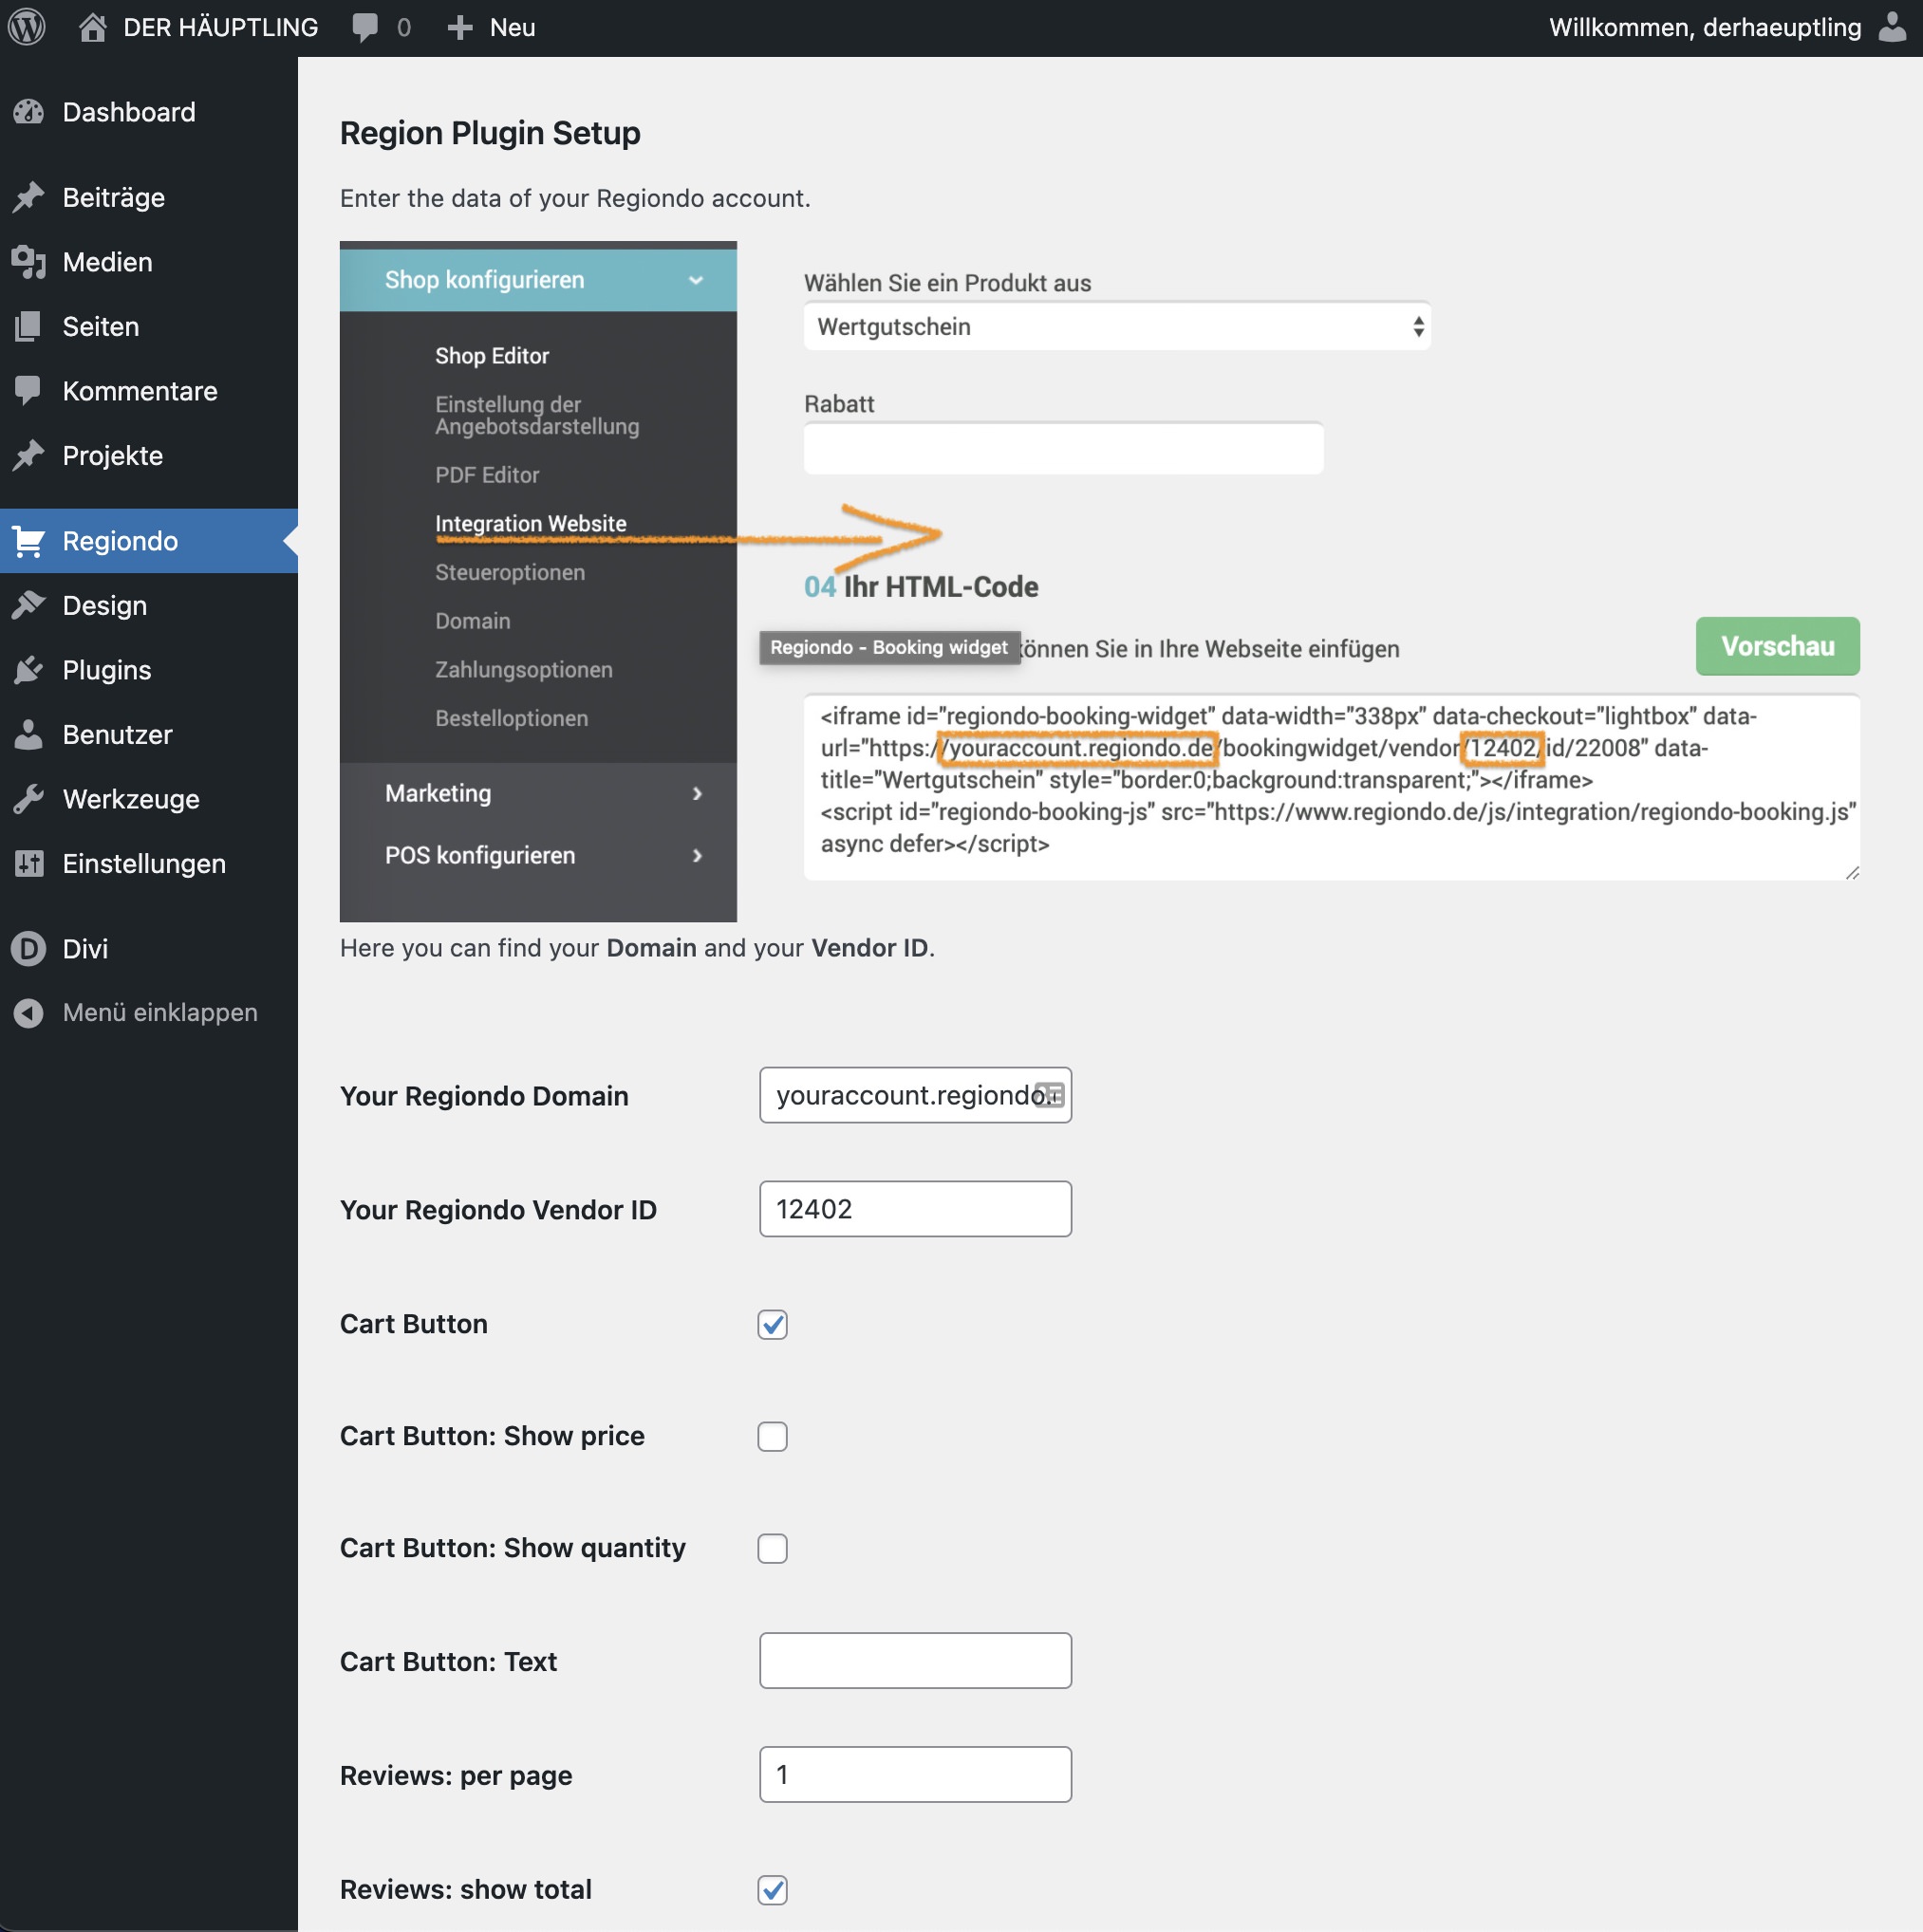 DER HÄUPTLING 0 Neu Willkommen, derhaeuptling
Dashboard
Beiträge
Medien
Seiten
Kommentare
Projekte
Regiondo
Design
Plugins
Benutzer
Werkzeuge
Einstellungen
Divi
Menü einklappen
Region Plugin Setup
Enter the data of your Regiondo account.
Shop konfigurieren
Shop Editor
Einstellung der
Angebotsdarstellung
PDF Editor
Integration Website
Steueroptionen
Domain
Zahlungsoptionen
Bestelloptionen
Marketing
POS konfigurieren
Wählen Sie ein Produkt aus
Wertgutschein
Rabatt
04 Ihr HTML-Code
Regiondo - Booking widget können Sie in Ihre Webseite einfügen
Vorschau
<iframe id="regiondo-booking-widget" data-width="338px" data-checkout="lightbox" data-
url="https://youraccount.regiondo.de/bookingwidget/vendor/12402/id/22008" data-
title="Wertgutschein" style="border:0;background:transparent;"></iframe>
<script id="regiondo-booking-js" src="https://www.regiondo.de/js/integration/regiondo-booking.js"
async defer></script>
Here you can find your Domain and your Vendor ID.
Your Regiondo Domain youraccount.regiondo.
Your Regiondo Vendor ID 12402
Cart Button
Cart Button: Show price
Cart Button: Show quantity
Cart Button: Text
Reviews: per page 1
Reviews: show total